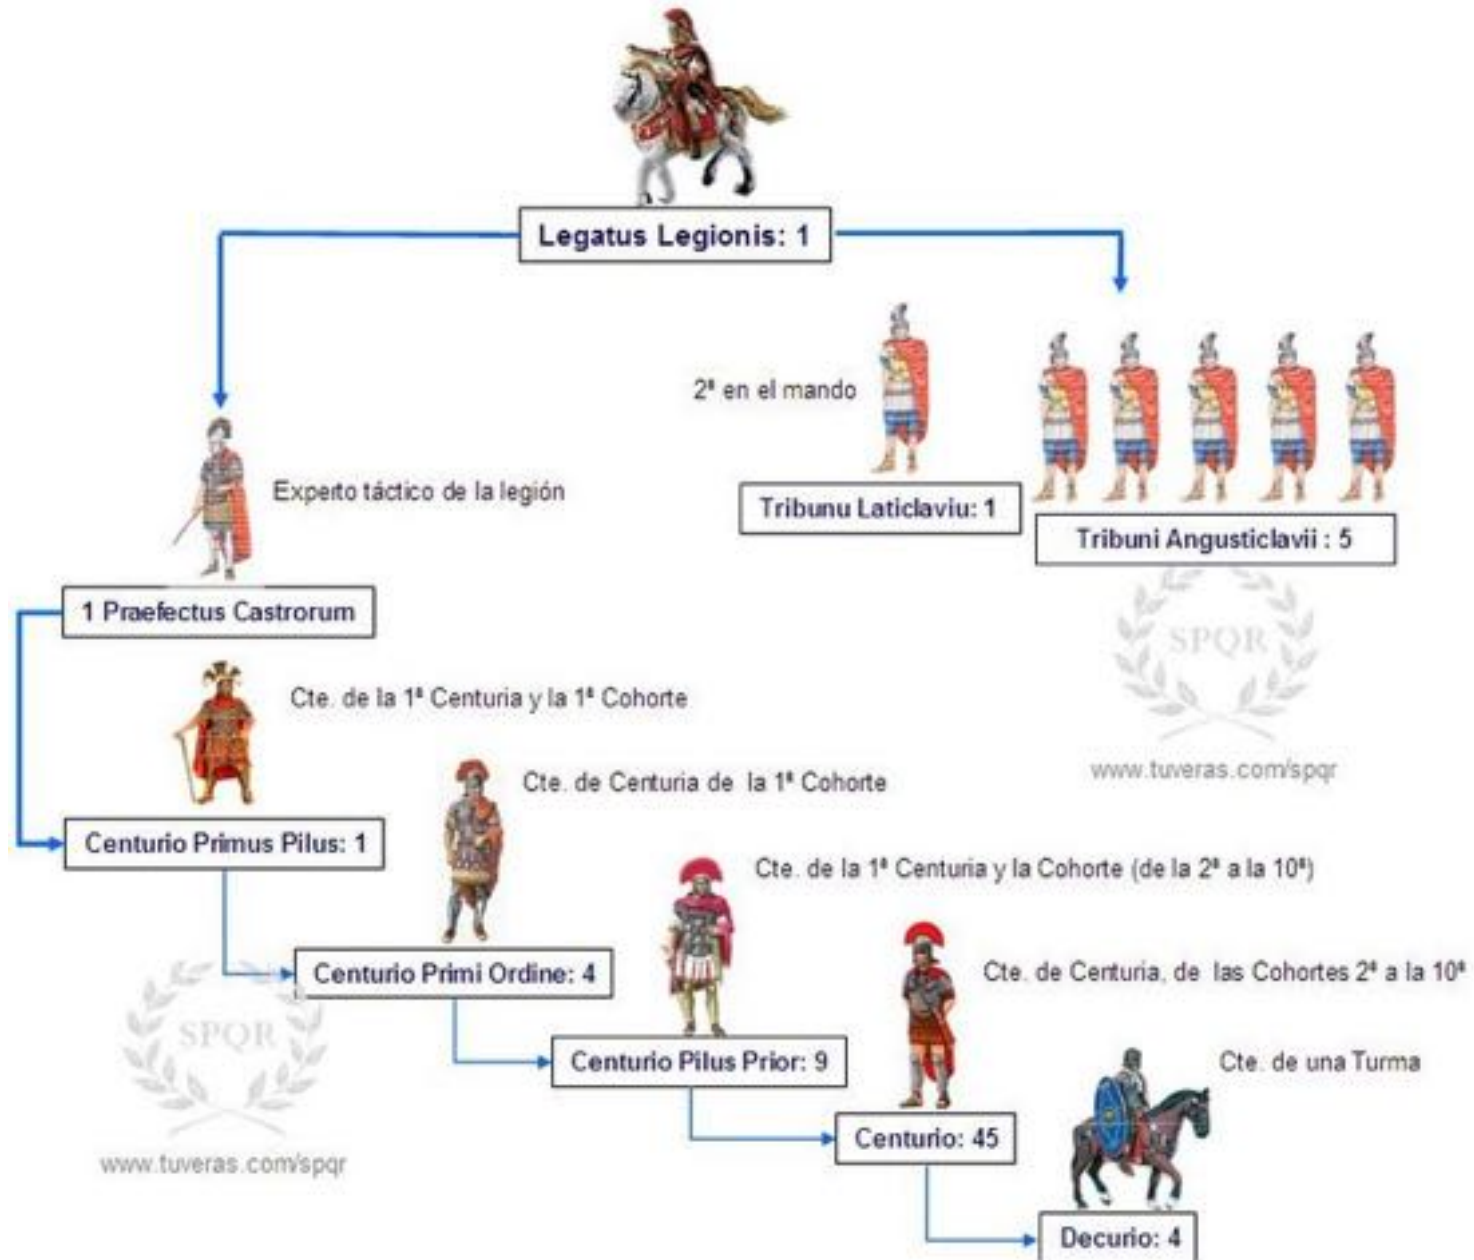 Legatus Legionis: 1
2º en el mando
Tribunu Laticlaviu: 1
Tribuni Angusticlavii : 5
Experto táctico de la legión
1 Praefectus Castrorum
SPQR
www.tuveras.com/spqr
Cte. de la 1ª Centuria y la 1ª Cohorte
Centurio Primus Pilus: 1
Cte. de Centuria de la 1ª Cohorte
Centurio Primi Ordine: 4
Cte. de la 1ª Centuria y la Cohorte (de la 2ª a la 10ª)
Centurio Pilus Prior: 9
Cte. de Centuria, de las Cohortes 2ª a la 10ª
Centurio: 45
Cte. de una Turma
Decurio: 4
SPQR
www.tuveras.com/spqr